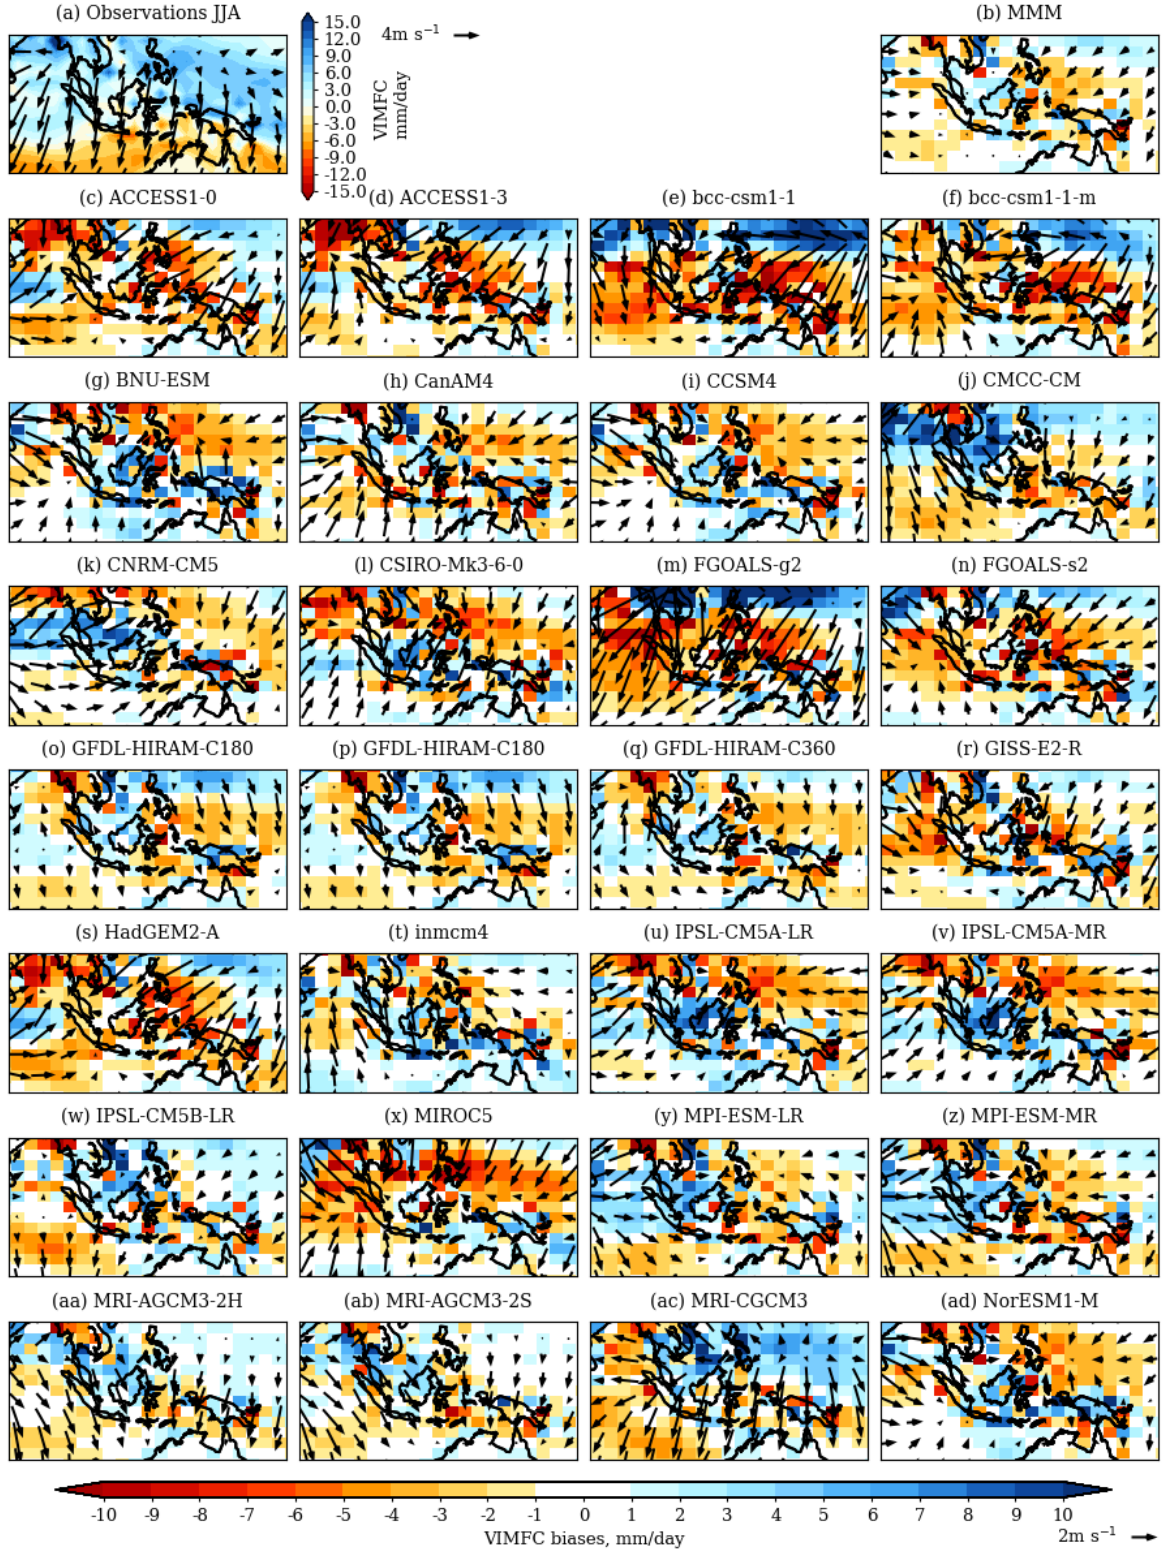 (a) Observations JJA
15.0
12.0
9.0
6.0
3.0
0.0
-3.0
-6.0
-9.0
-12.0
-15.0
VIMFC
mm/day
4m s⁻¹
(b) MMM
(c) ACCESS1-0
(d) ACCESS1-3
(e) bcc-csm1-1
(f) bcc-csm1-1-m
(g) BNU-ESM
(h) CanAM4
(i) CCSM4
(j) CMCC-CM
(k) CNRM-CM5
(l) CSIRO-Mk3-6-0
(m) FGOALS-g2
(n) FGOALS-s2
(o) GFDL-HIRAM-C180
(p) GFDL-HIRAM-C180
(q) GFDL-HIRAM-C360
(r) GISS-E2-R
(s) HadGEM2-A
(t) inmcm4
(u) IPSL-CM5A-LR
(v) IPSL-CM5A-MR
(w) IPSL-CM5B-LR
(x) MIROC5
(y) MPI-ESM-LR
(z) MPI-ESM-MR
(aa) MRI-AGCM3-2H
(ab) MRI-AGCM3-2S
(ac) MRI-CGCM3
(ad) NorESM1-M
-10 -9 -8 -7 -6 -5 -4 -3 -2 -1 0 1 2 3 4 5 6 7 8 9 10
VIMFC biases, mm/day
2m s⁻¹